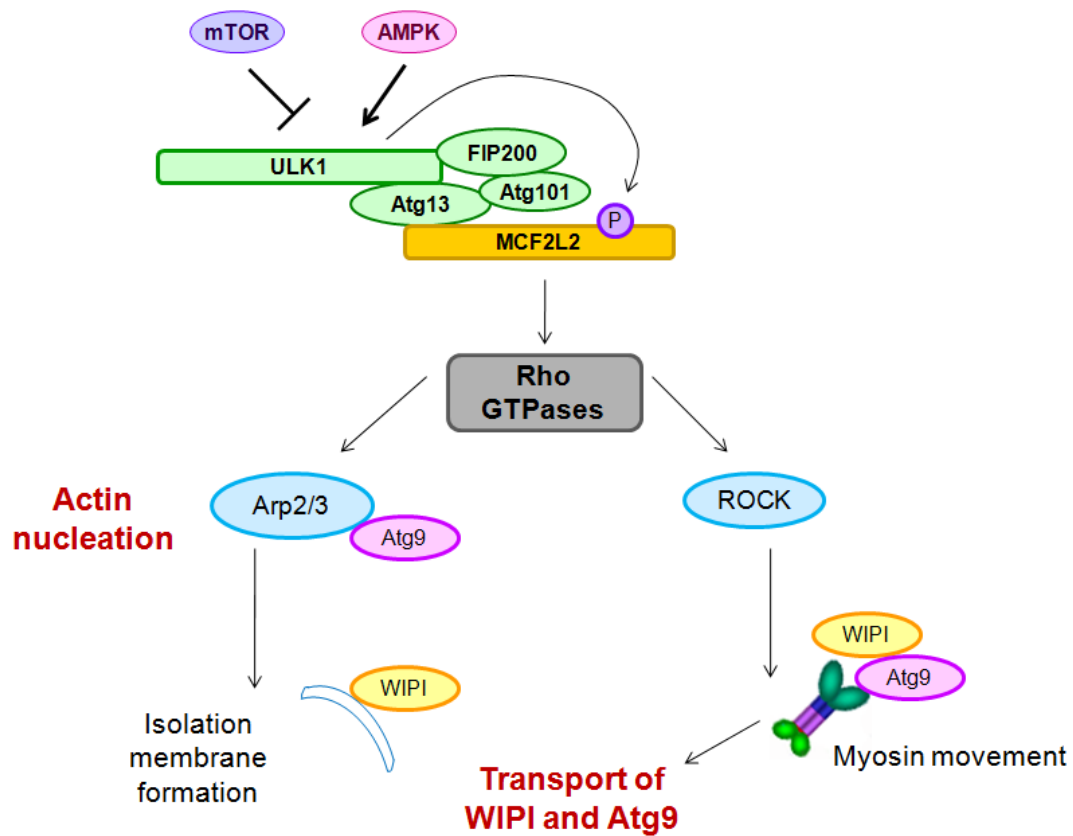 mTOR
AMPK
ULK1
FIP200
Atg13
Atg101
P
MCF2L2
Rho
GTPases
Actin
nucleation
Arp2/3
Atg9
ROCK
WIPI
Atg9
WIPI
Isolation
membrane
formation
Myosin movement
Transport of
WIPI and Atg9